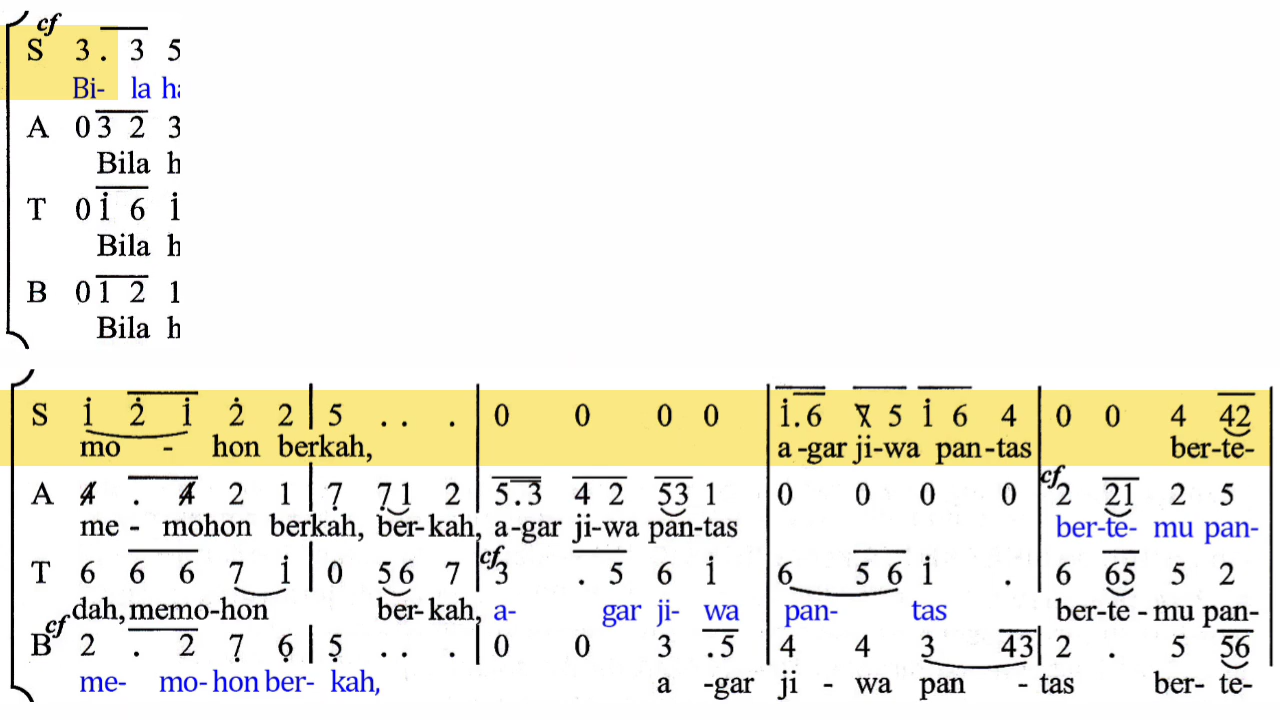 cf
S 3 . 3 5
Bi- la
A 0 3 2 3
Bila h
T 0 i̇ 6 i̇
Bila h
B 0 1 2 1
Bila h
S i̇ 2̇ i̇ 2̇ 2 | 5 . . . | 0 0 0 0 | i̇ . 6 7̸ 5 i̇ 6 4 | 0 0 4 42
mo - hon berkah, a -gar ji-wa pan-tas ber-te-
A 4̸ . 4̸ 2 1 | 7̣ 7̣1 2 | 5.3 4 2 53 1 | 0 0 0 0 | cf 2 21 2 5
me - mohon berkah, ber-kah, a-gar ji-wa pan-tas ber-te- mu pan-
T 6 6 6 7 i̇ | 0 56 7 | cf 3 . 5 6 i̇ | 6 5 6 i̇ . | 6 65 5 2
dah, memo-hon ber-kah, a- gar ji- wa pan- tas ber-te - mu pan-
cf
B 2 . 2 7̣ 6̣ | 5̣ . . . | 0 0 3 .5 | 4 4 3 43 | 2 . 5 56
me- mo-hon ber- kah, a -gar ji - wa pan - tas ber- te-